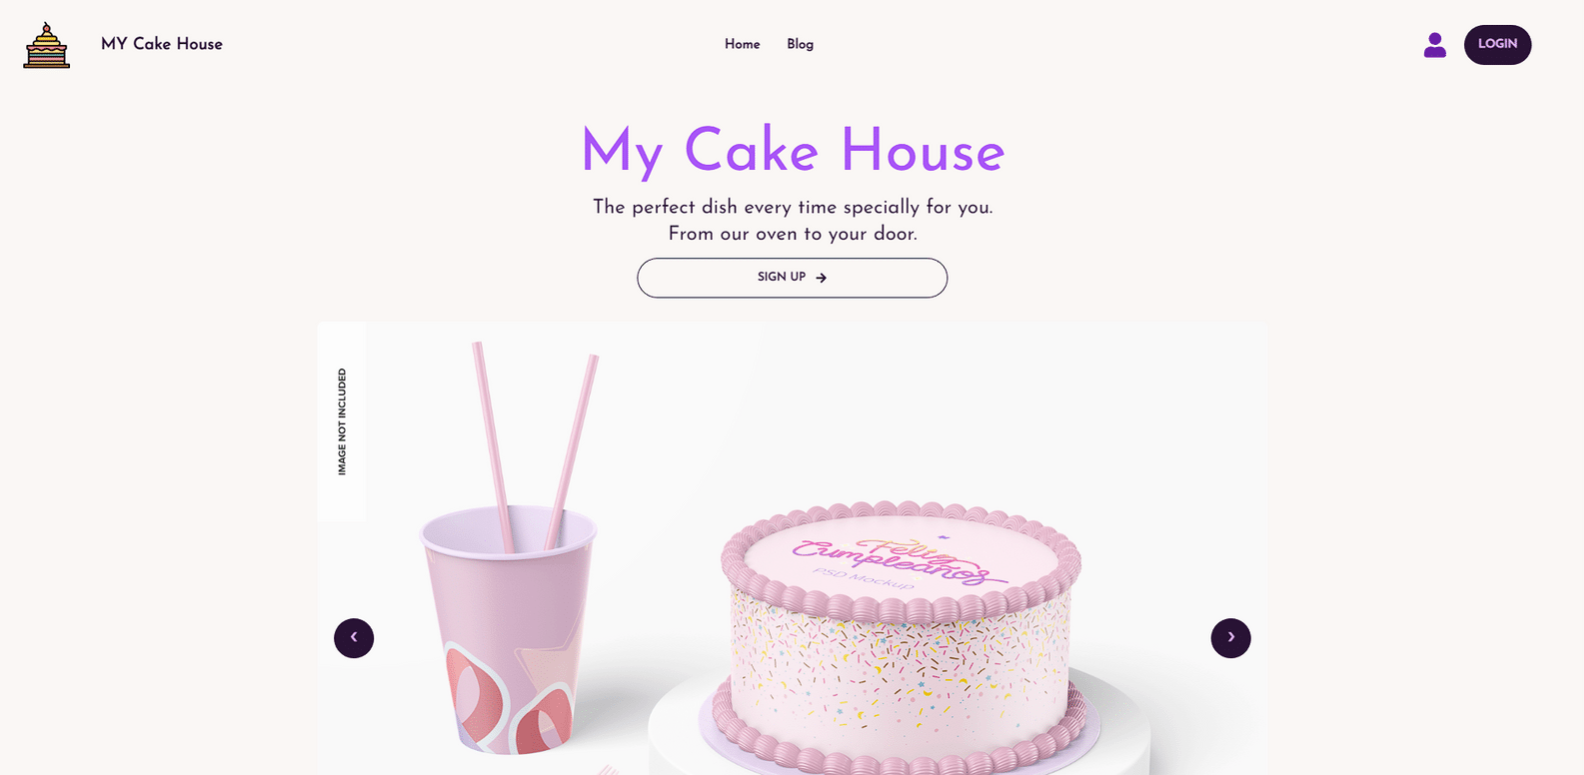 MY Cake House
Home
Blog
LOGIN
My Cake House
The perfect dish every time specially for you.
From our oven to your door.
SIGN UP →
IMAGE NOT INCLUDED
Feliz
Cumpleaños
PSD Mockup